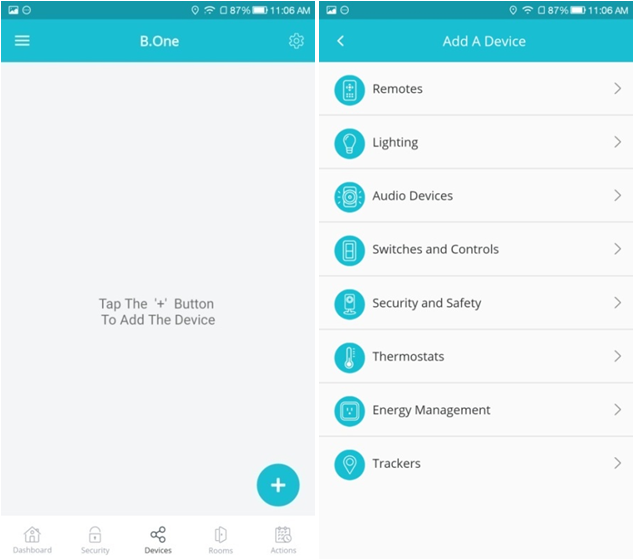 87% 11:06 AM
B.One
Tap The '+' Button
To Add The Device
+
Dashboard
Security
Devices
Rooms
Actions
87% 11:06 AM
Add A Device
Remotes
Lighting
Audio Devices
Switches and Controls
Security and Safety
Thermostats
Energy Management
Trackers